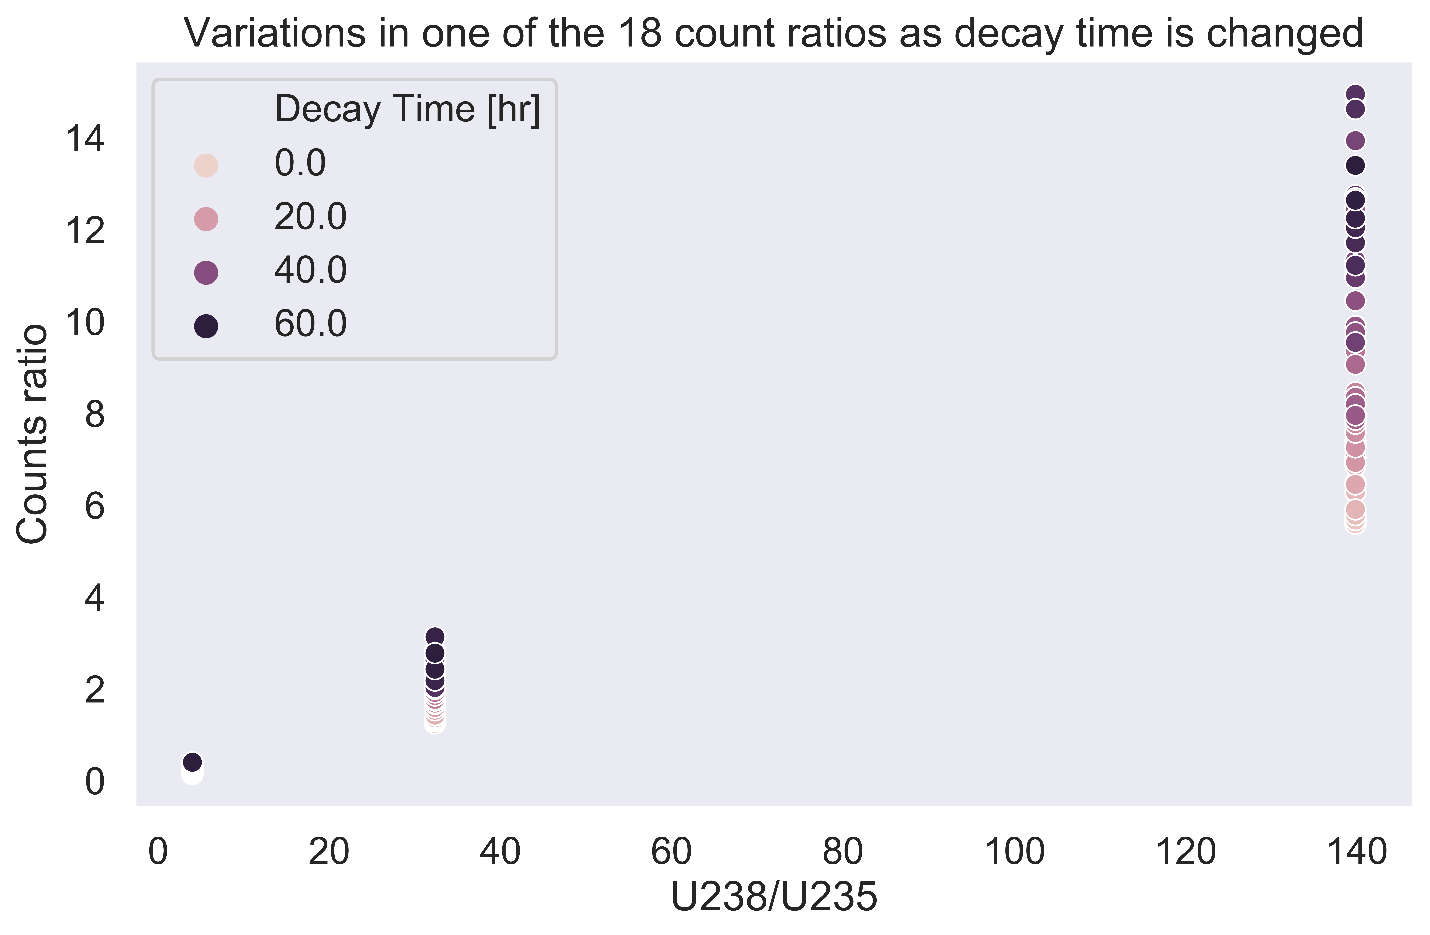 Variations in one of the 18 count ratios as decay time is changed
Decay Time [hr]
0.0
20.0
40.0
60.0
Counts ratio
14
12
10
8
6
4
2
0
0 20 40 60 80 100 120 140
U238/U235